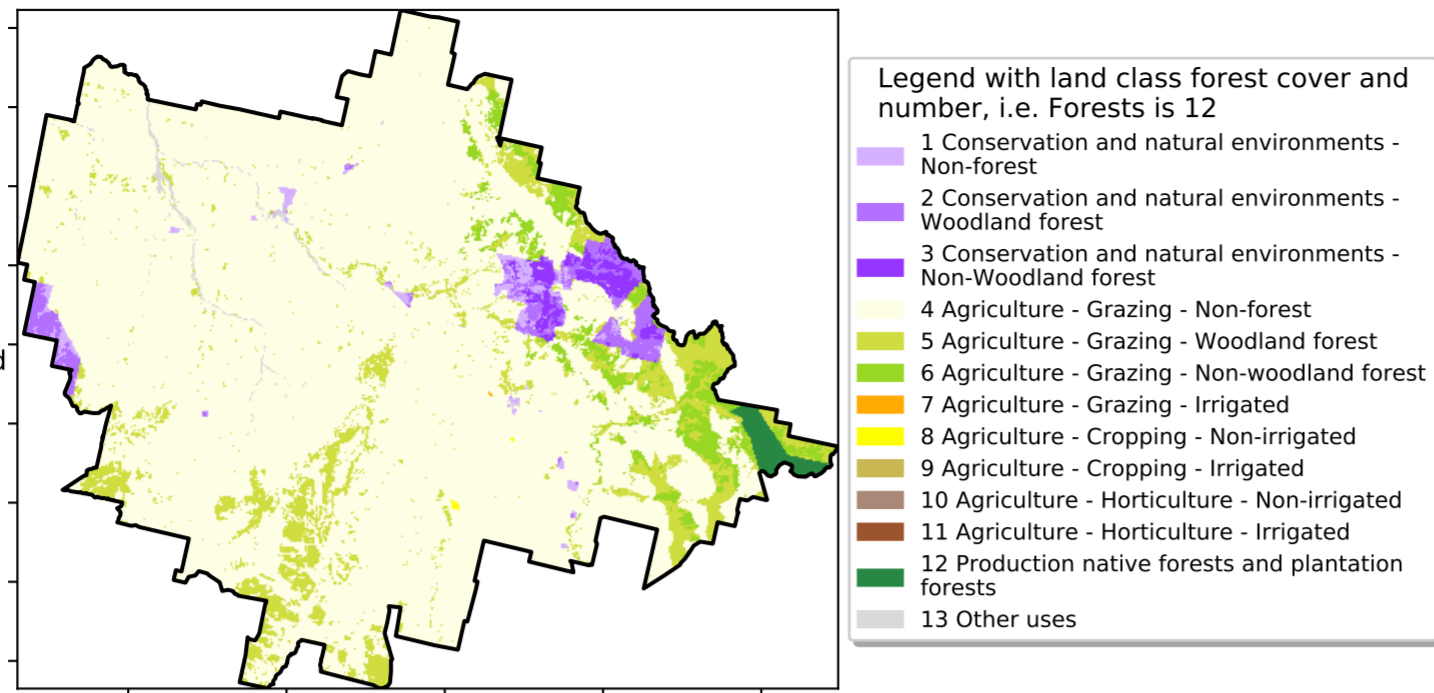 d
Legend with land class forest cover and
number, i.e. Forests is 12
1 Conservation and natural environments -
Non-forest
2 Conservation and natural environments -
Woodland forest
3 Conservation and natural environments -
Non-Woodland forest
4 Agriculture - Grazing - Non-forest
5 Agriculture - Grazing - Woodland forest
6 Agriculture - Grazing - Non-woodland forest
7 Agriculture - Grazing - Irrigated
8 Agriculture - Cropping - Non-irrigated
9 Agriculture - Cropping - Irrigated
10 Agriculture - Horticulture - Non-irrigated
11 Agriculture - Horticulture - Irrigated
12 Production native forests and plantation
forests
13 Other uses